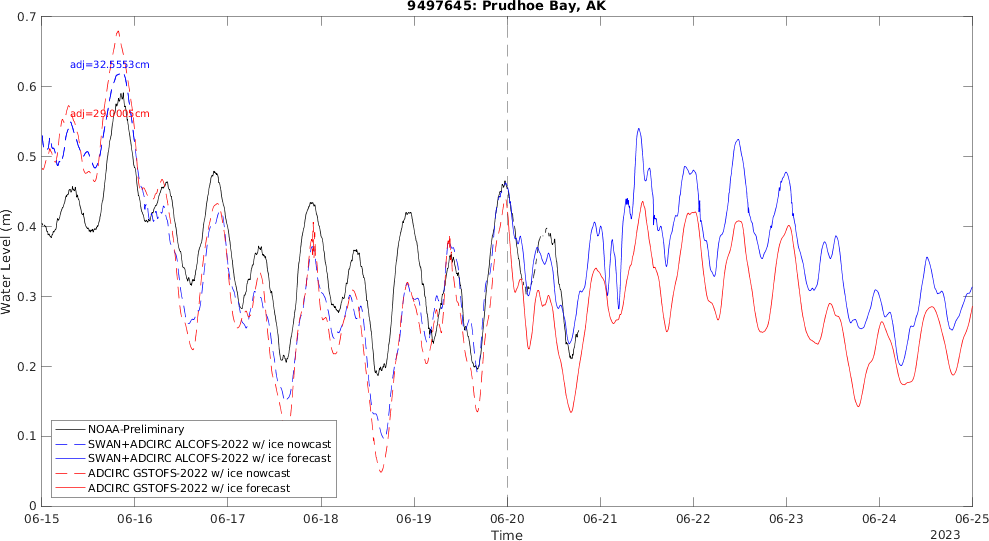 9497645: Prudhoe Bay, AK
0.7
0.6
0.5
0.4
0.3
0.2
0.1
0
Water Level (m)
adj=32.5553cm
adj=29.0005cm
NOAA-Preliminary
SWAN+ADCIRC ALCOFS-2022 w/ ice nowcast
SWAN+ADCIRC ALCOFS-2022 w/ ice forecast
ADCIRC GSTOFS-2022 w/ ice nowcast
ADCIRC GSTOFS-2022 w/ ice forecast
06-15 06-16 06-17 06-18 06-19 06-20 06-21 06-22 06-23 06-24 06-25
Time
2023